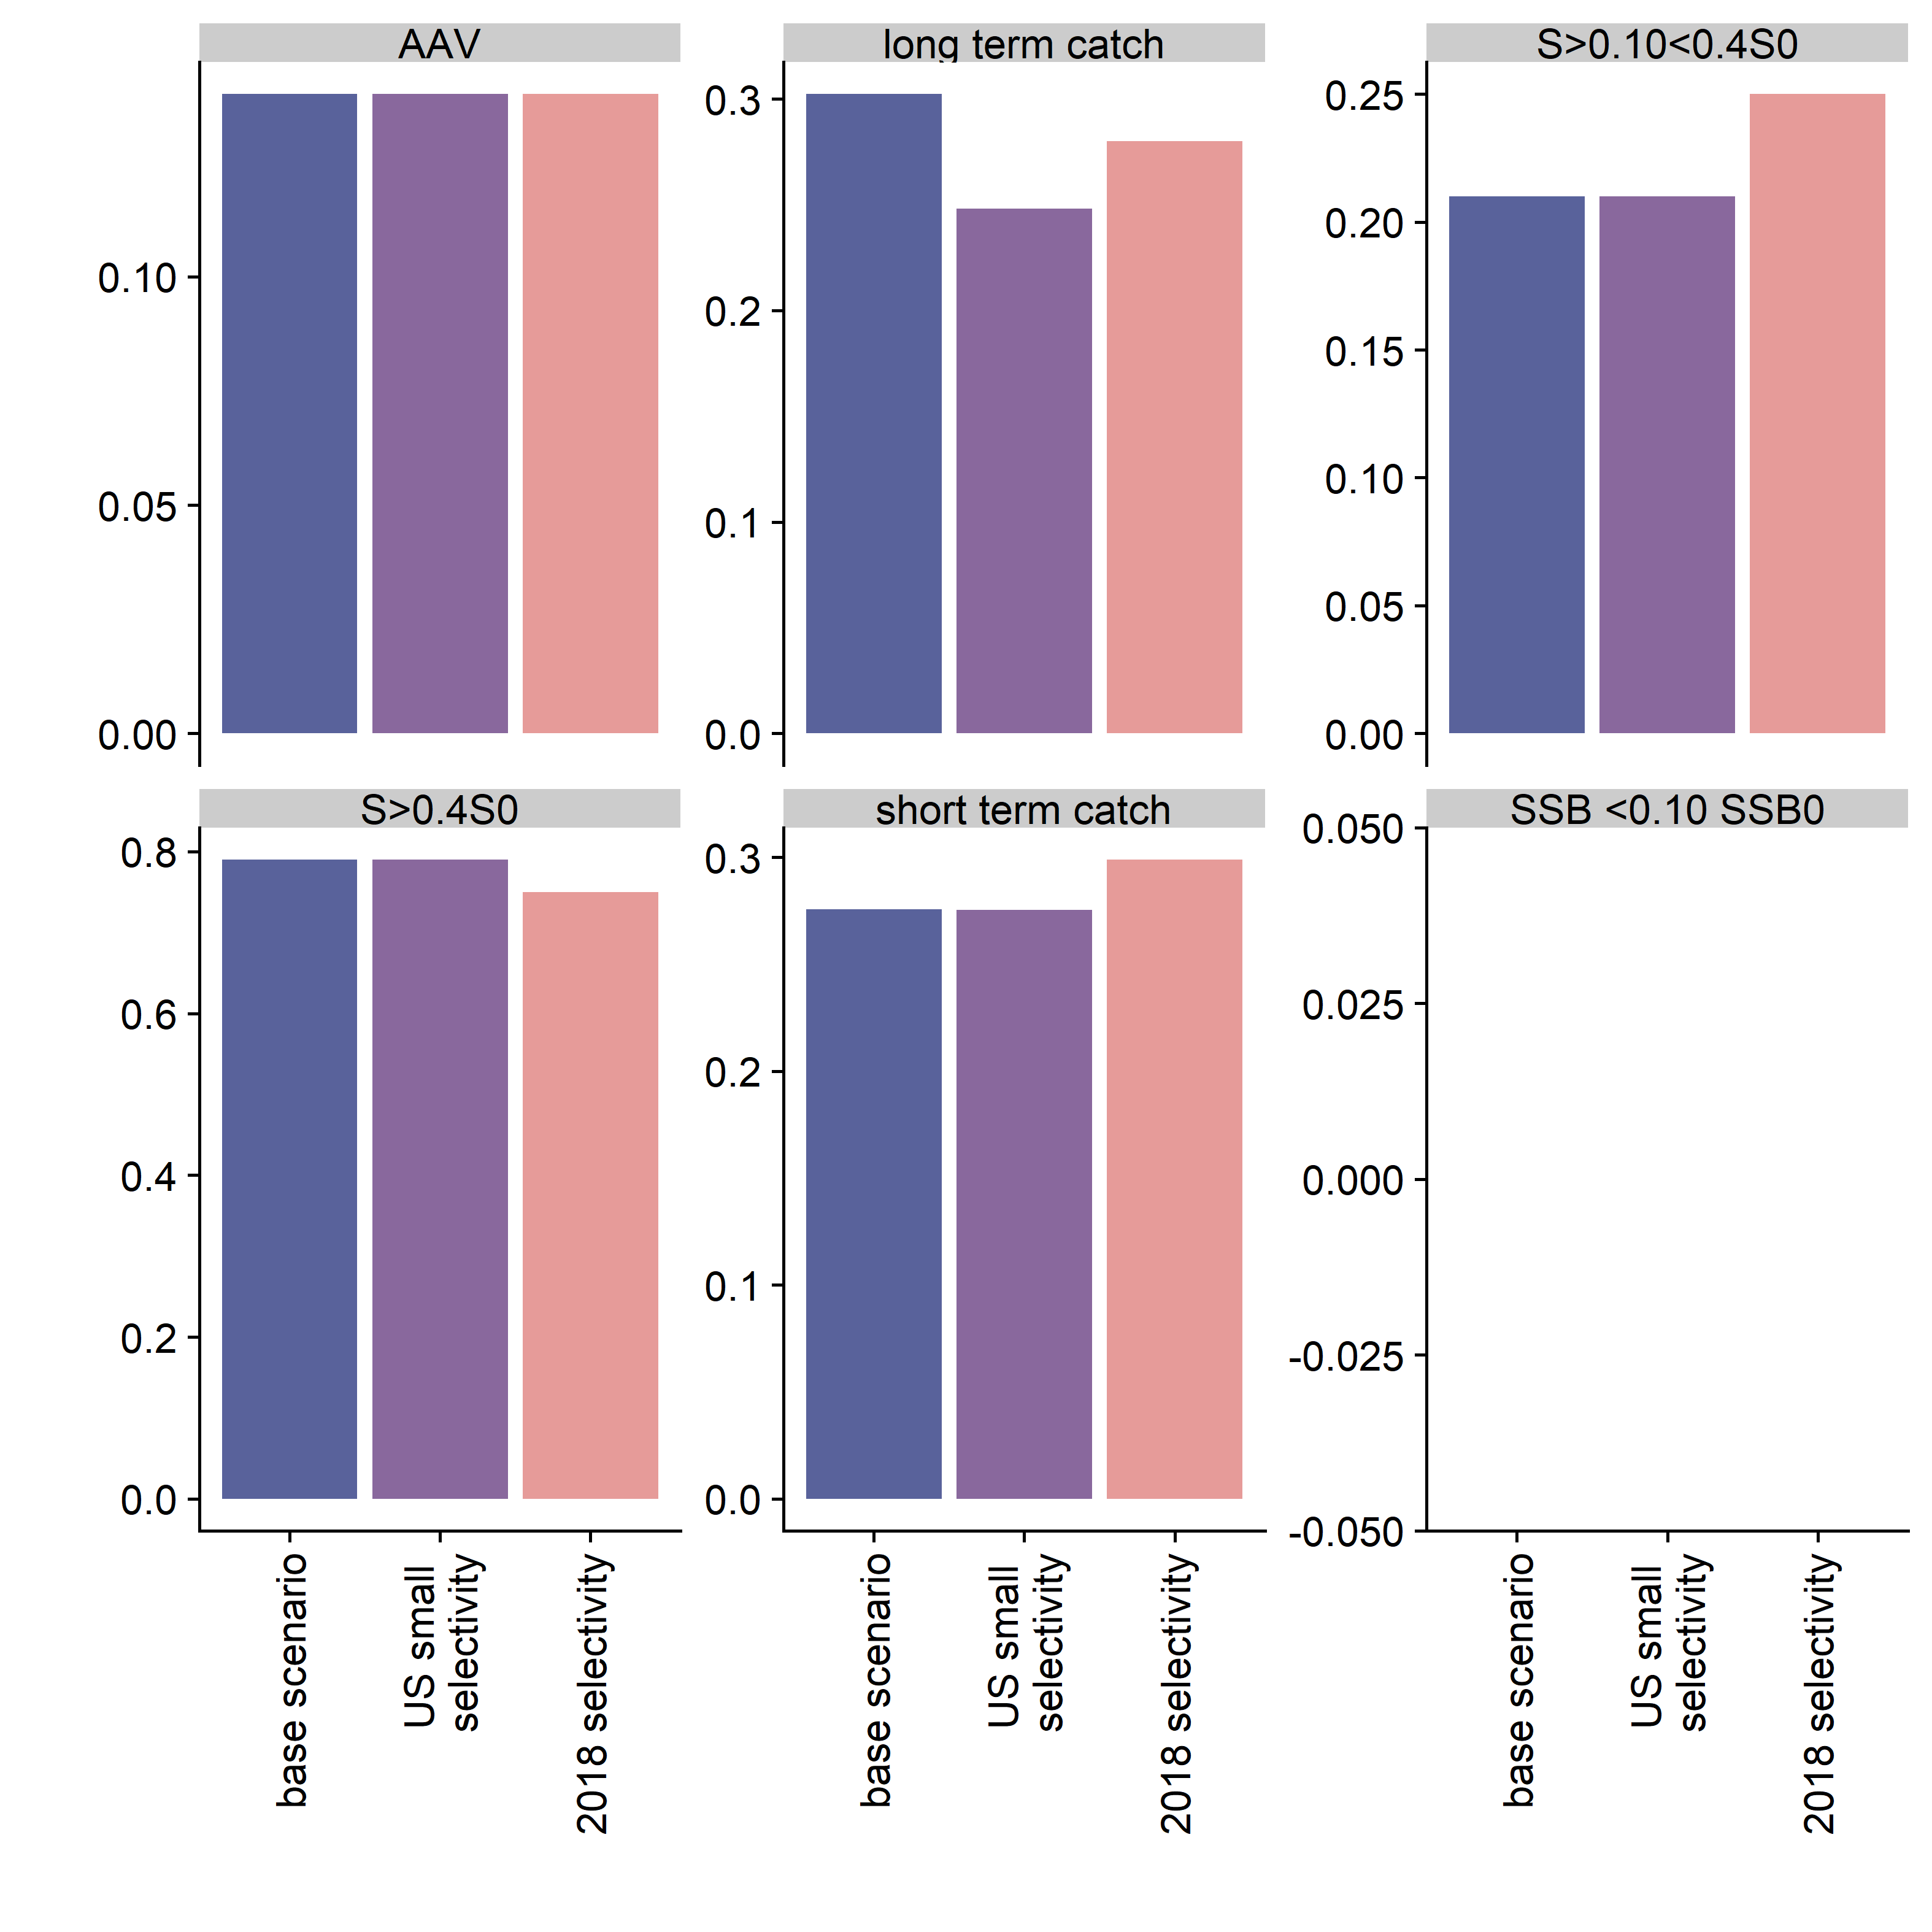 AAV
0.10
0.05
0.00
long term catch
0.3
0.2
0.1
0.0
S>0.10<0.4S0
0.25
0.20
0.15
0.10
0.05
0.00
S>0.4S0
0.8
0.6
0.4
0.2
0.0
base scenario
US small
selectivity
2018 selectivity
short term catch
0.3
0.2
0.1
0.0
base scenario
US small
selectivity
2018 selectivity
SSB <0.10 SSB0
0.050
0.025
0.000
-0.025
-0.050
base scenario
US small
selectivity
2018 selectivity